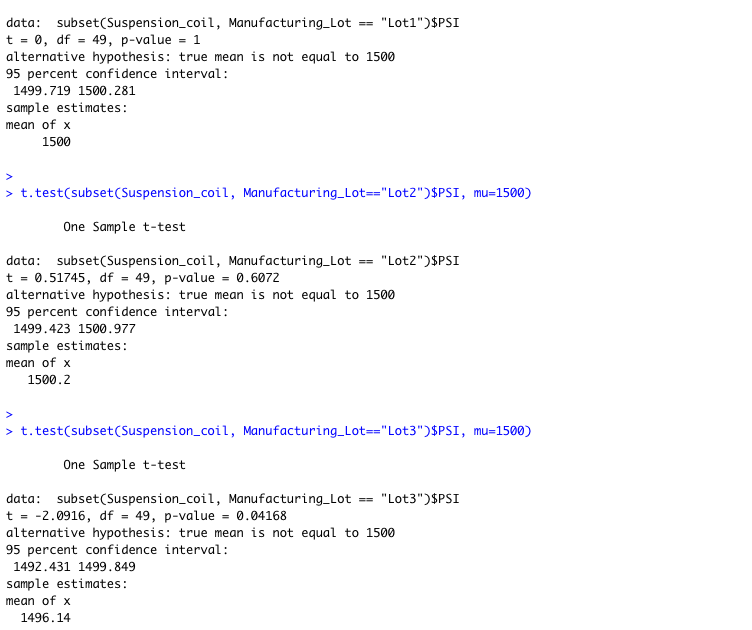 data:  subset(Suspension_coil, Manufacturing_Lot == "Lot1")$PSI
t = 0, df = 49, p-value = 1
alternative hypothesis: true mean is not equal to 1500
95 percent confidence interval:
 1499.719 1500.281
sample estimates:
mean of x
     1500
>
> t.test(subset(Suspension_coil, Manufacturing_Lot=="Lot2")$PSI, mu=1500)
        One Sample t-test
data:  subset(Suspension_coil, Manufacturing_Lot == "Lot2")$PSI
t = 0.51745, df = 49, p-value = 0.6072
alternative hypothesis: true mean is not equal to 1500
95 percent confidence interval:
 1499.423 1500.977
sample estimates:
mean of x
   1500.2
>
> t.test(subset(Suspension_coil, Manufacturing_Lot=="Lot3")$PSI, mu=1500)
        One Sample t-test
data:  subset(Suspension_coil, Manufacturing_Lot == "Lot3")$PSI
t = -2.0916, df = 49, p-value = 0.04168
alternative hypothesis: true mean is not equal to 1500
95 percent confidence interval:
 1492.431 1499.849
sample estimates:
mean of x
  1496.14